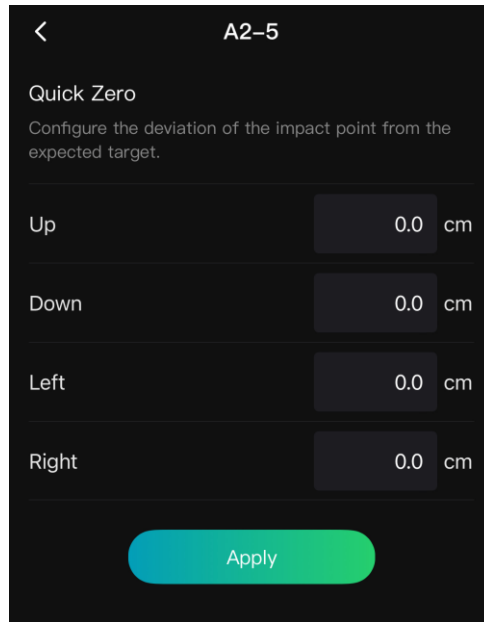 A2-5
Quick Zero
Configure the deviation of the impact point from the
expected target.
Up 0.0 cm
Down 0.0 cm
Left 0.0 cm
Right 0.0 cm
Apply